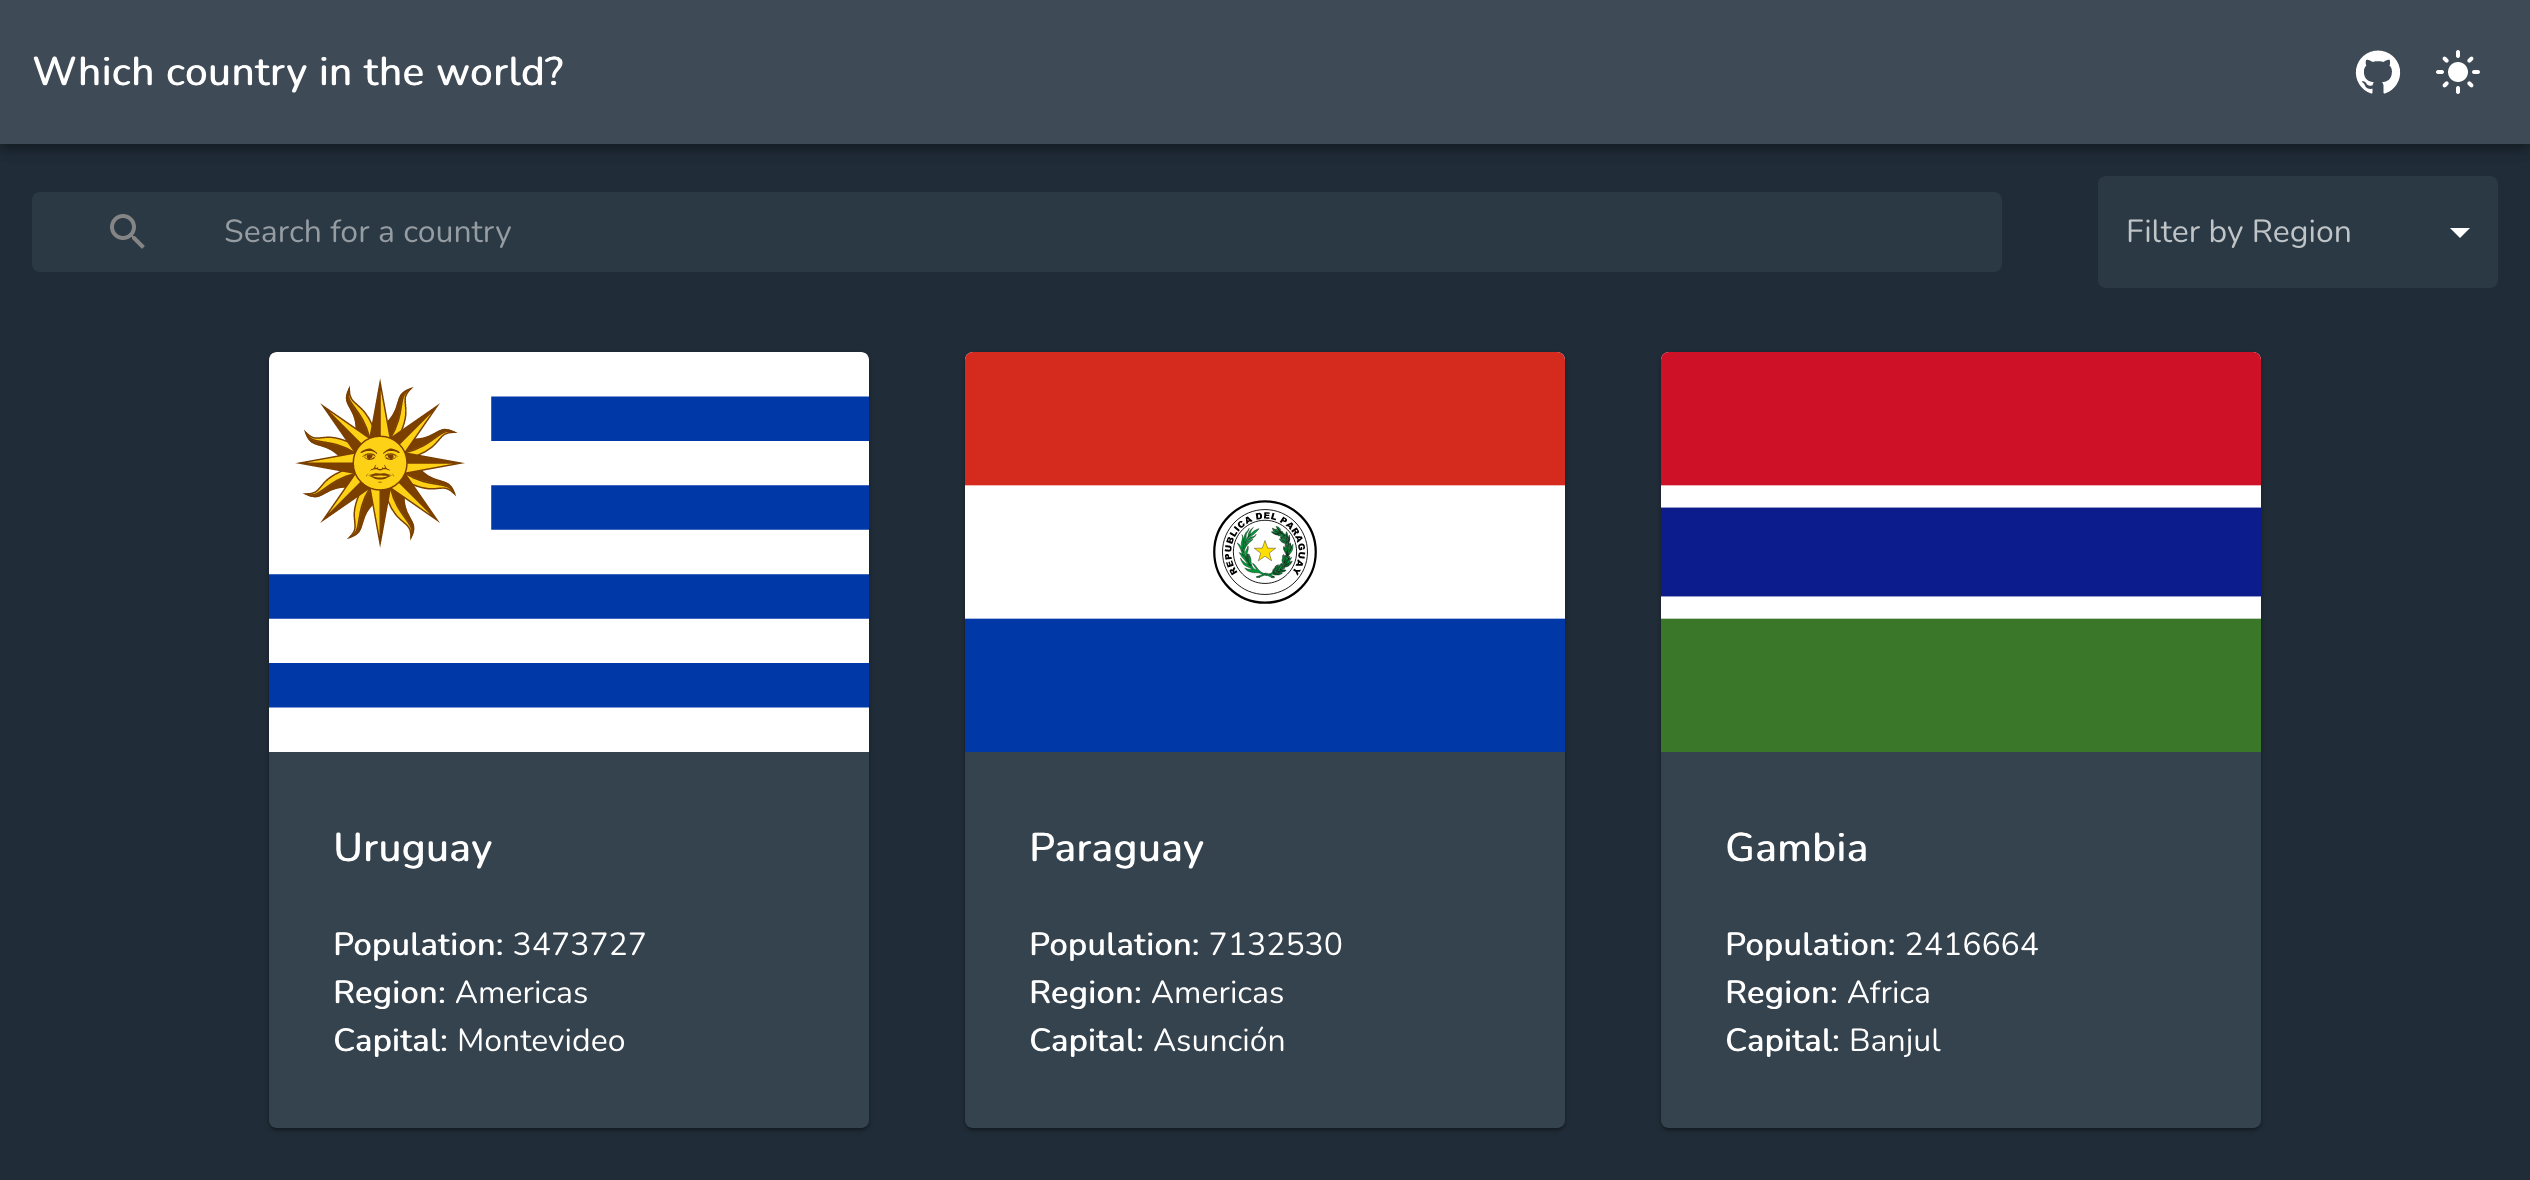 Which country in the world?
Search for a country
Filter by Region
REPUBLICA DEL PARAGUAY
Uruguay
Population: 3473727
Region: Americas
Capital: Montevideo
Paraguay
Population: 7132530
Region: Americas
Capital: Asunción
Gambia
Population: 2416664
Region: Africa
Capital: Banjul